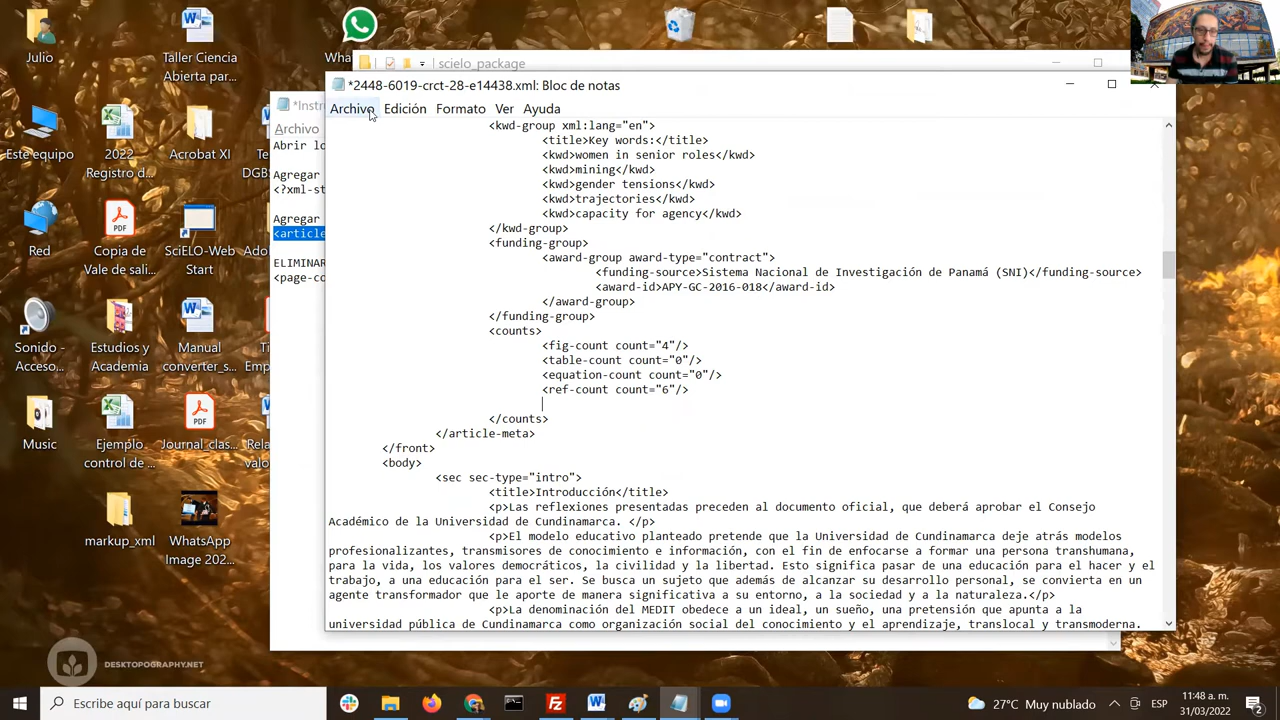 Julio
Taller Ciencia
Abierta par...
Wha
scielo_package
*2448-6019-crct-28-e14438.xml: Bloc de notas
Archivo Edición Formato Ver Ayuda
*Instr
Archivo
Abrir lo
Agregar
<?xml-st
Agregar
<article
ELIMINAR
<page-co
Este equipo
2022
Registro d...
Acrobat XI
Te
DGBS
Red
Copia de
Vale de sali...
SciELO-Web
Start
Ado
Sonido -
Acceso...
Estudios y
Academia
Manual
converter_s...
Ti
Emp
Music
Ejemplo
control de ...
Journal_clas...
Rela
valo
markup_xml
WhatsApp
Image 202...
<kwd-group xml:lang="en">
<title>Key words:</title>
<kwd>women in senior roles</kwd>
<kwd>mining</kwd>
<kwd>gender tensions</kwd>
<kwd>trajectories</kwd>
<kwd>capacity for agency</kwd>
</kwd-group>
<funding-group>
<award-group award-type="contract">
<funding-source>Sistema Nacional de Investigación de Panamá (SNI)</funding-source>
<award-id>APY-GC-2016-018</award-id>
</award-group>
</funding-group>
<counts>
<fig-count count="4"/>
<table-count count="0"/>
<equation-count count="0"/>
<ref-count count="6"/>
</counts>
</article-meta>
</front>
<body>
<sec sec-type="intro">
<title>Introducción</title>
<p>Las reflexiones presentadas preceden al documento oficial, que deberá aprobar el Consejo
Académico de la Universidad de Cundinamarca. </p>
<p>El modelo educativo planteado pretende que la Universidad de Cundinamarca deje atrás modelos
profesionalizantes, transmisores de conocimiento e información, con el fin de enfocarse a formar una persona transhumana,
para la vida, los valores democráticos, la civilidad y la libertad. Esto significa pasar de una educación para el hacer y el
trabajo, a una educación para el ser. Se busca un sujeto que además de alcanzar su desarrollo personal, se convierta en un
agente transformador que le aporte de manera significativa a su entorno, a la sociedad y a la naturaleza.</p>
<p>La denominación del MEDIT obedece a un ideal, un sueño, una pretensión que apunta a la
universidad pública de Cundinamarca como organización social del conocimiento y el aprendizaje, translocal y transmoderna.
DESKTOPOGRAPHY.NET
Escribe aquí para buscar
27°C Muy nublado
ESP
11:48 a. m.
31/03/2022
2